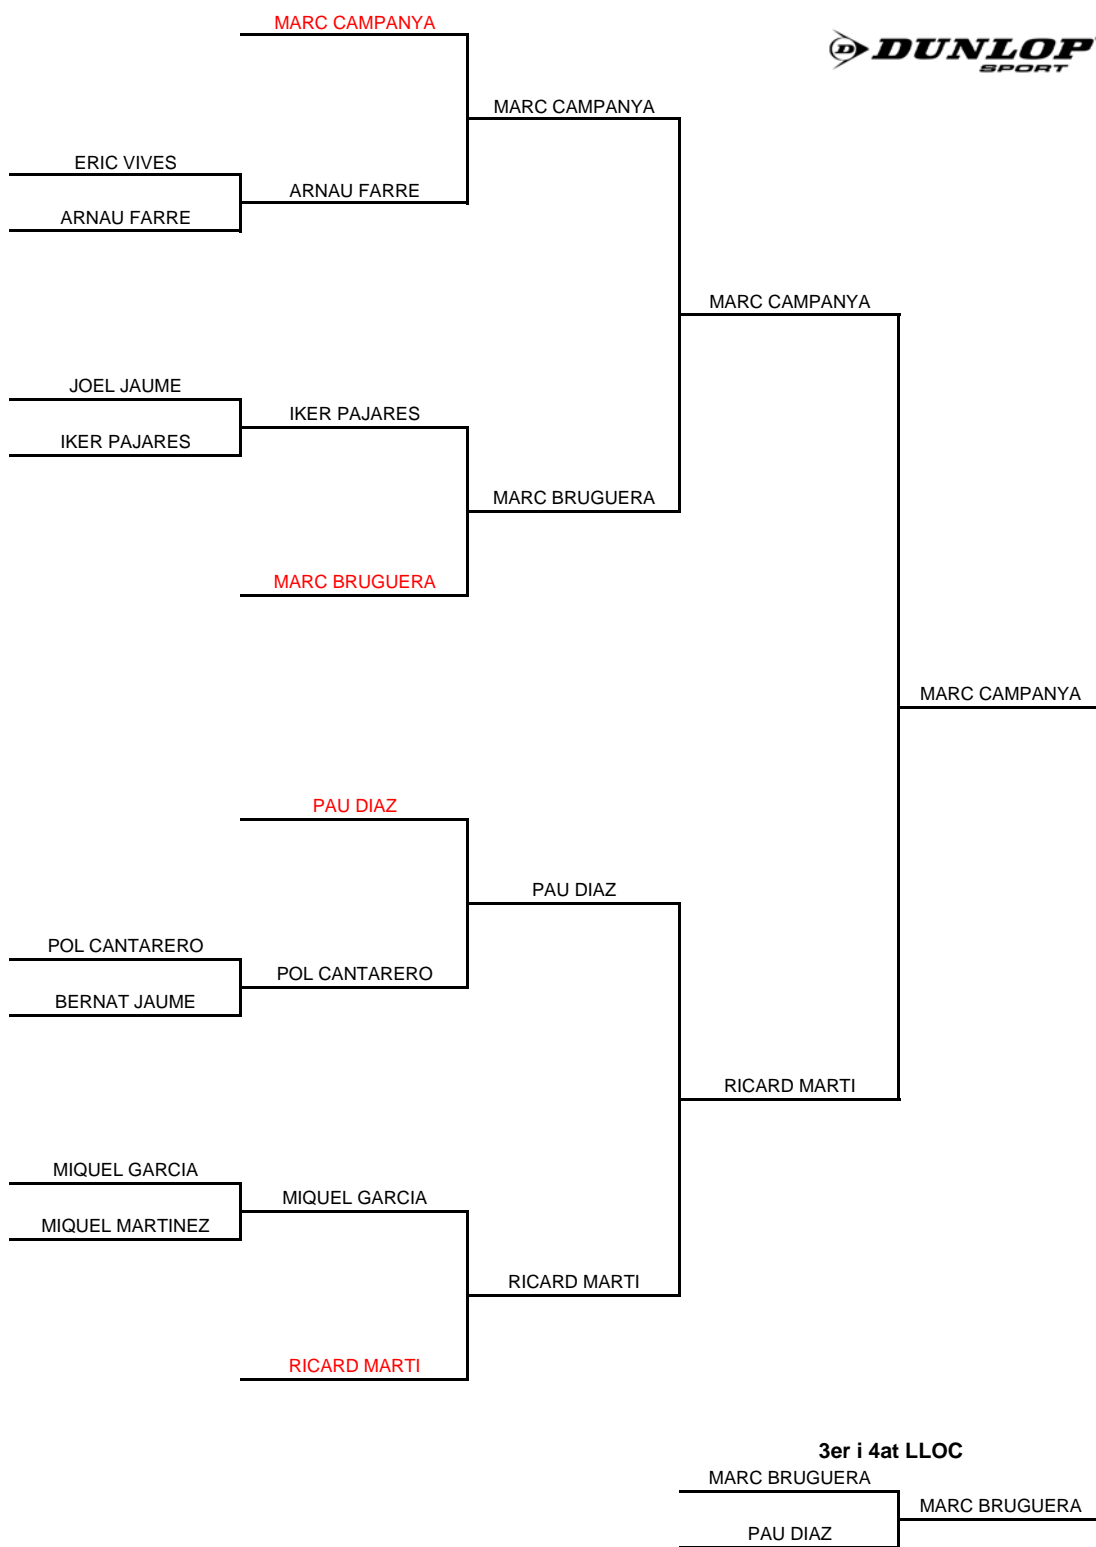 MARC CAMPANYA
DUNLOP
SPORT
MARC CAMPANYA
ERIC VIVES
ARNAU FARRE
ARNAU FARRE
MARC CAMPANYA
JOEL JAUME
IKER PAJARES
IKER PAJARES
MARC BRUGUERA
MARC BRUGUERA
MARC CAMPANYA
PAU DIAZ
PAU DIAZ
POL CANTARERO
POL CANTARERO
BERNAT JAUME
RICARD MARTI
MIQUEL GARCIA
MIQUEL GARCIA
MIQUEL MARTINEZ
RICARD MARTI
RICARD MARTI
3er i 4at LLOC
MARC BRUGUERA
MARC BRUGUERA
PAU DIAZ